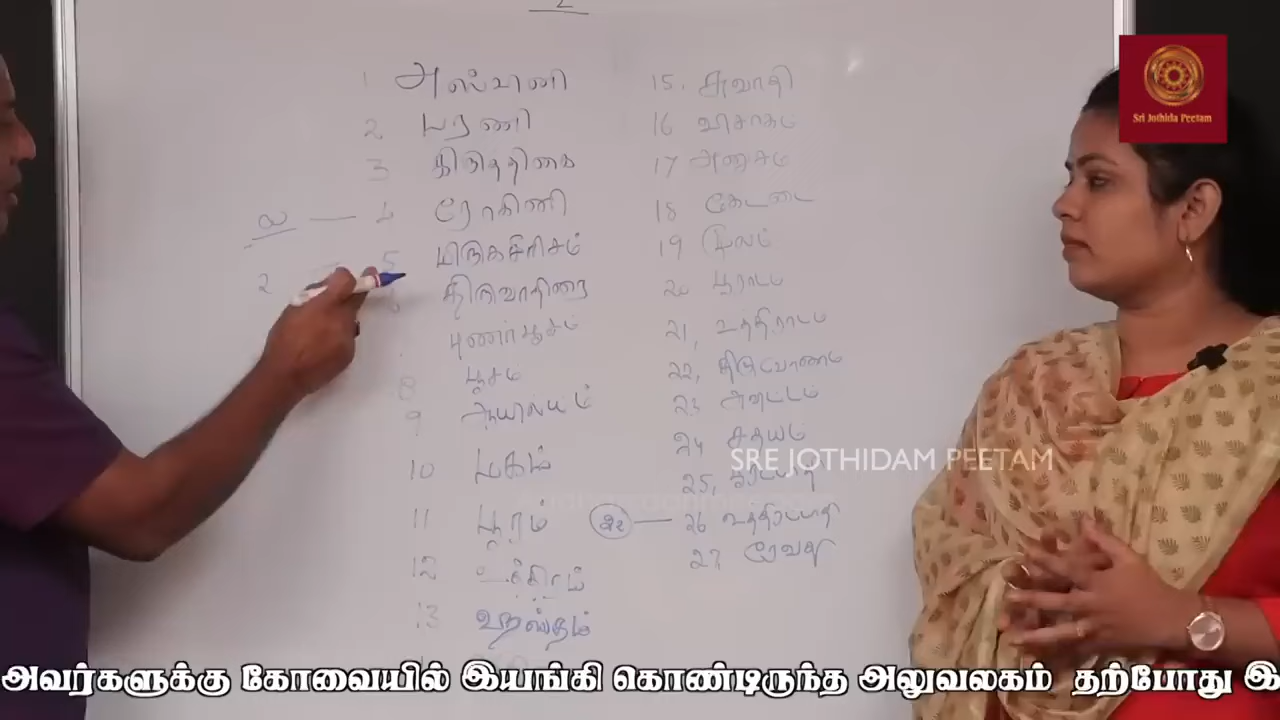 2
1 அஸ்வினி
2 பரணி
3 கிருத்திகை
ல — 4 ரோகிணி
5 மிருகசீரிசம்
2
திருவாதிரை
புனர்பூசம்
8 பூசம்
9 ஆயில்யம்
10 மகம்
11 பூரம்
12 உத்திரம்
13 ஹஸ்தம்
15. சுவாதி
16 விசாகம்
17 அனுசம்
18 கேட்டை
19 மூலம்
20 பூராடம்
21, உத்திராடம்
22, திருவோணம்
23 அவிட்டம்
24 சதயம்
25, பூரட்டாதி
26 உத்திரட்டாதி
27, ரேவதி
Sri Jothida Peetam
SRE JOTHIDAM PEETAM
அவர்களுக்கு கோவையில் இயங்கி கொண்டிருந்த அலுவலகம் தற்போது இ